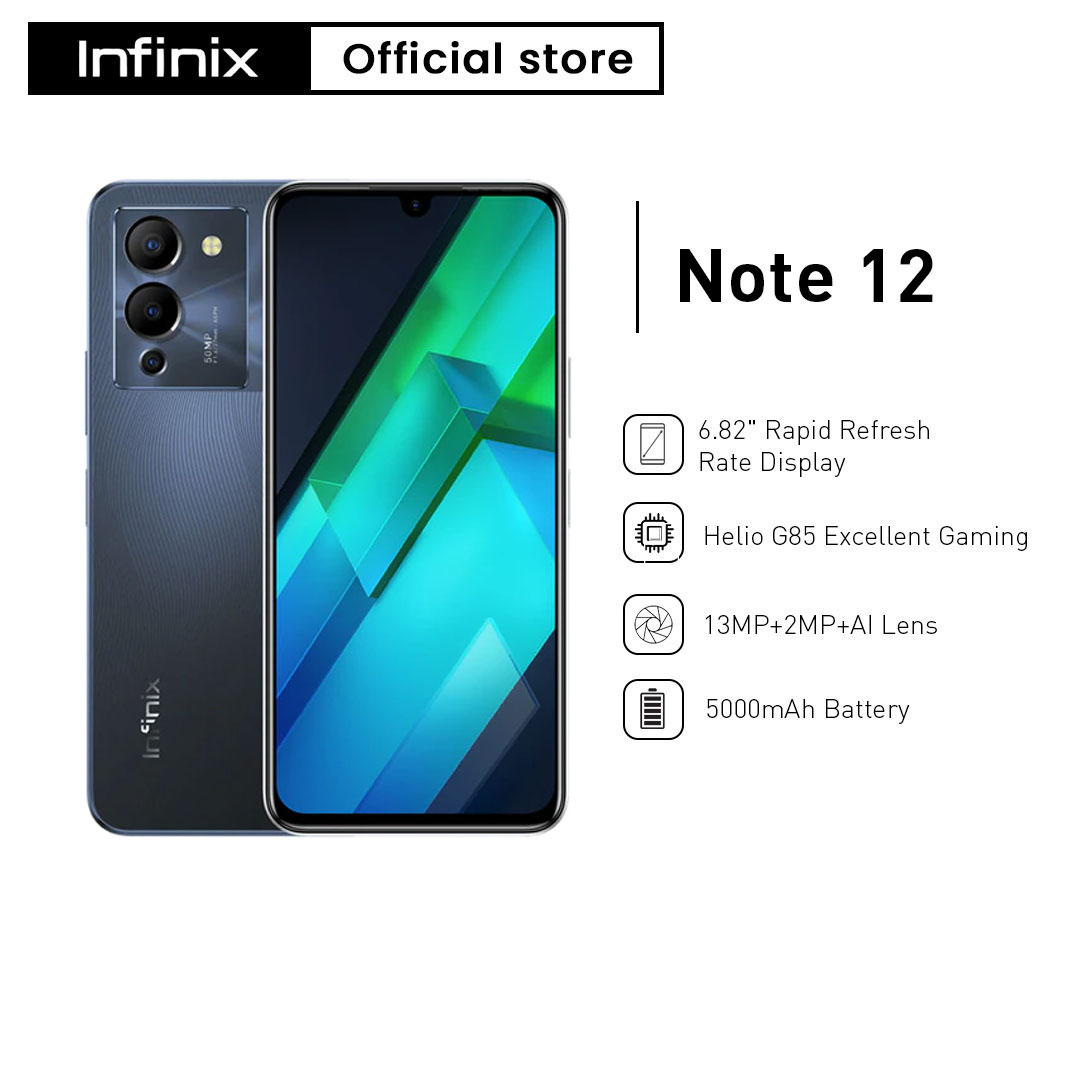 Infinix Official store
Note 12
6.82" Rapid Refresh
Rate Display
Helio G85 Excellent Gaming
13MP+2MP+AI Lens
5000mAh Battery
50MP
Infinix